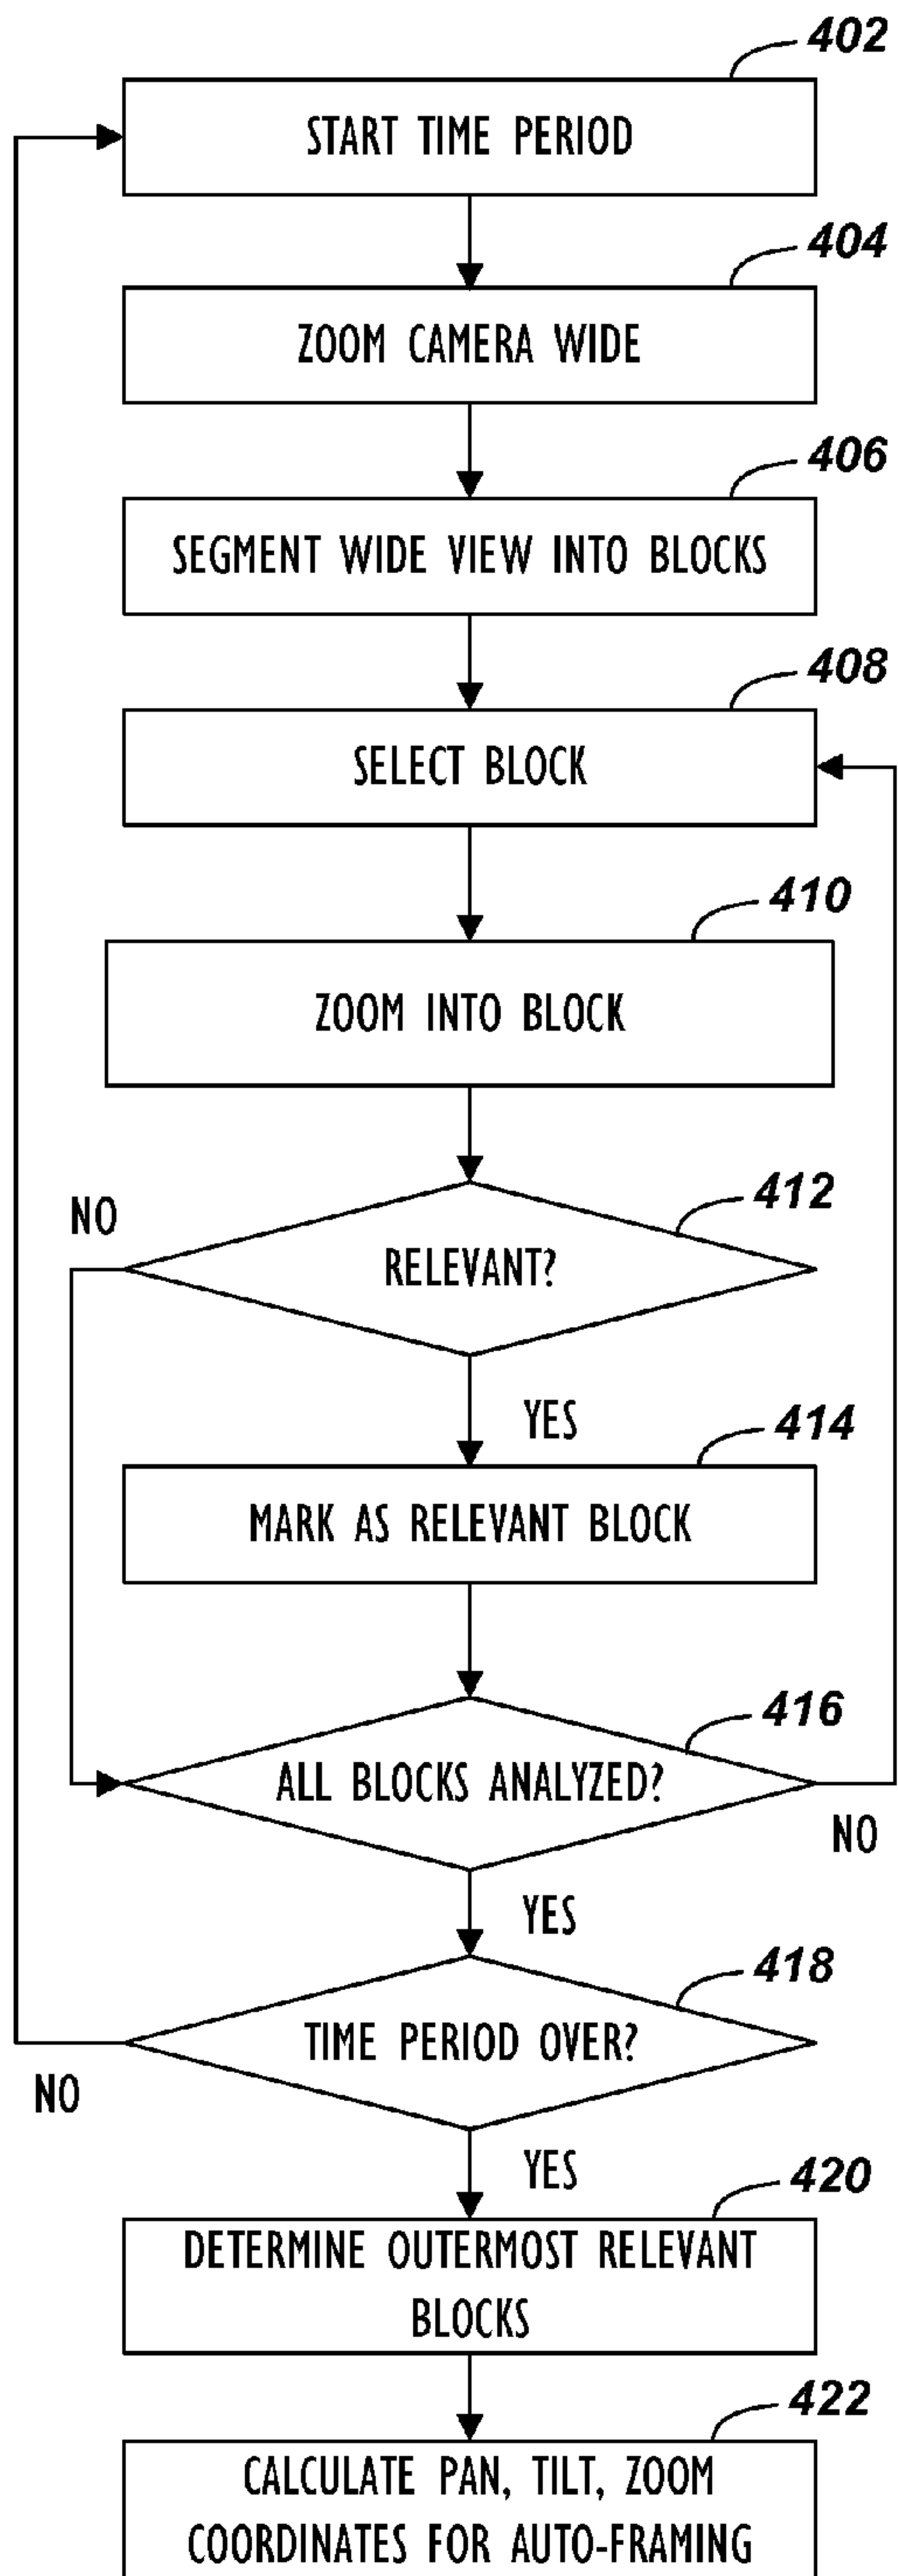 402
START TIME PERIOD
404
ZOOM CAMERA WIDE
406
SEGMENT WIDE VIEW INTO BLOCKS
408
SELECT BLOCK
410
ZOOM INTO BLOCK
412
NO
RELEVANT?
YES
414
MARK AS RELEVANT BLOCK
416
ALL BLOCKS ANALYZED?
NO
YES
418
TIME PERIOD OVER?
NO
YES
420
DETERMINE OUTERMOST RELEVANT
BLOCKS
422
CALCULATE PAN, TILT, ZOOM
COORDINATES FOR AUTO-FRAMING